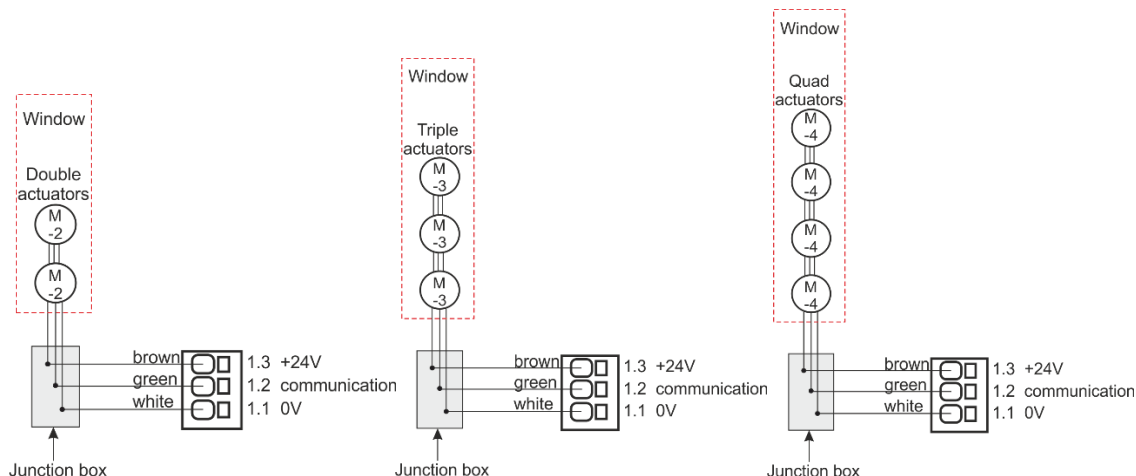 Window
Double
actuators
M
-2
M
-2
brown
1.3 +24V
green
1.2 communication
white
1.1 0V
Junction box
Window
Triple
actuators
M
-3
M
-3
M
-3
brown
1.3 +24V
green
1.2 communication
white
1.1 0V
Junction box
Window
Quad
actuators
M
-4
M
-4
M
-4
M
-4
brown
1.3 +24V
green
1.2 communication
white
1.1 0V
Junction box